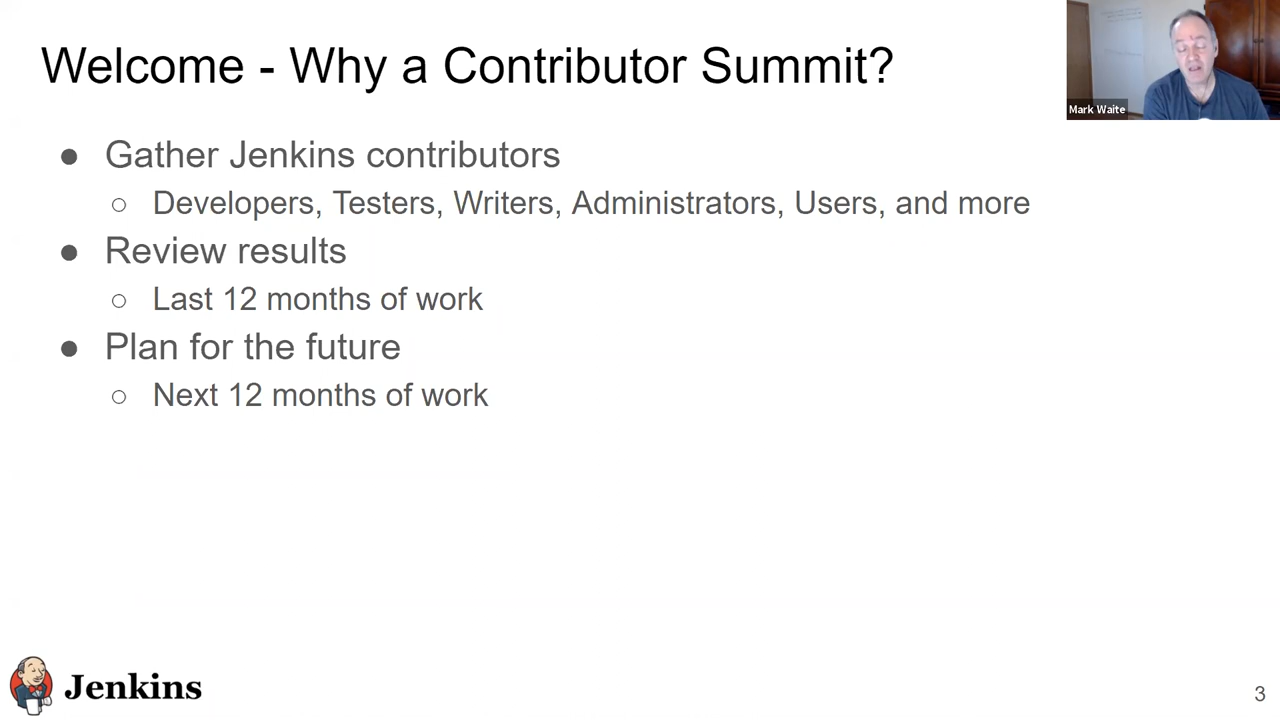 Welcome - Why a Contributor Summit?
Mark Waite
● Gather Jenkins contributors
○ Developers, Testers, Writers, Administrators, Users, and more
● Review results
○ Last 12 months of work
● Plan for the future
○ Next 12 months of work
Jenkins
3